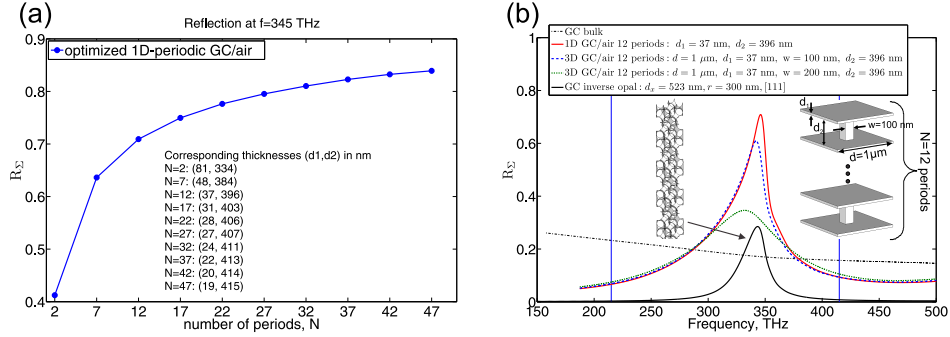 (a)
Reflection at f=345 THz
0.9
0.8
0.7
0.6
0.5
0.4
R_Σ
optimized 1D-periodic GC/air
Corresponding thicknesses (d1,d2) in nm
N=2: (81, 334)
N=7: (48, 384)
N=12: (37, 396)
N=17: (31, 403)
N=22: (28, 406)
N=27: (27, 407)
N=32: (24, 411)
N=37: (22, 413)
N=42: (20, 414)
N=47: (19, 415)
2 7 12 17 22 27 32 37 42 47
number of periods, N
(b)
1
0.8
0.6
0.4
0.2
0
R_Σ
GC bulk
1D GC/air 12 periods : d₁ = 37 nm, d₂ = 396 nm
3D GC/air 12 periods : d = 1 μm, d₁ = 37 nm, w = 100 nm, d₂ = 396 nm
3D GC/air 12 periods : d = 1 μm, d₁ = 37 nm, w = 200 nm, d₂ = 396 nm
GC inverse opal : dₓ = 523 nm, r = 300 nm, [111]
d₁
d₂
w=100 nm
d=1μm
N=12 periods
150 200 250 300 350 400 450 500
Frequency, THz